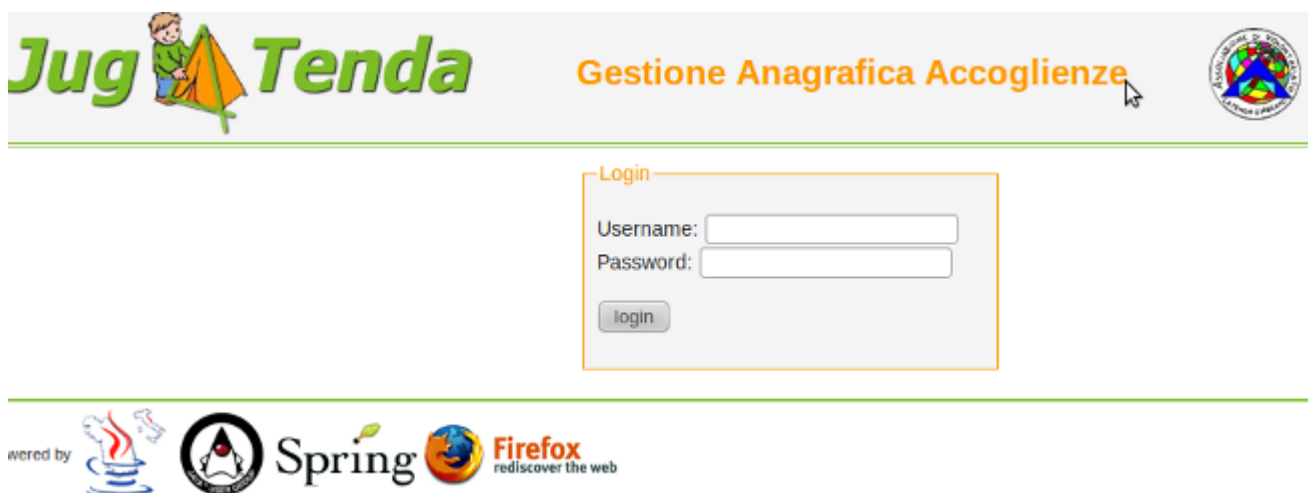 Jug Tenda
Gestione Anagrafica Accoglienze
Login
Username:
Password:
login
wered by
Spring
Firefox
rediscover the web